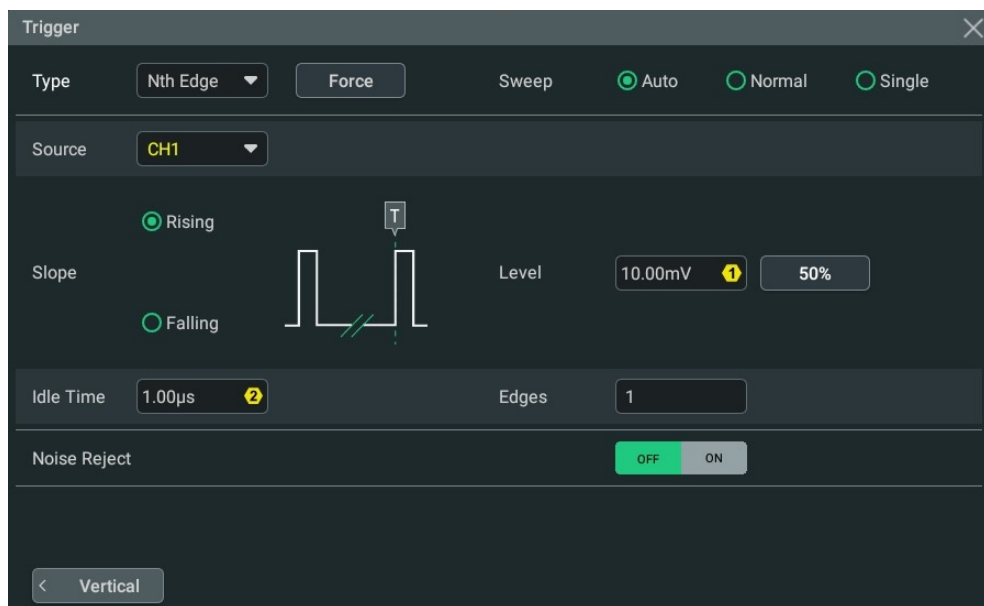 Trigger
Type Nth Edge Force Sweep Auto Normal Single
Source CH1
Rising
T
Slope
Level 10.00mV 1 50%
Falling
Idle Time 1.00µs 2 Edges 1
Noise Reject OFF ON
< Vertical